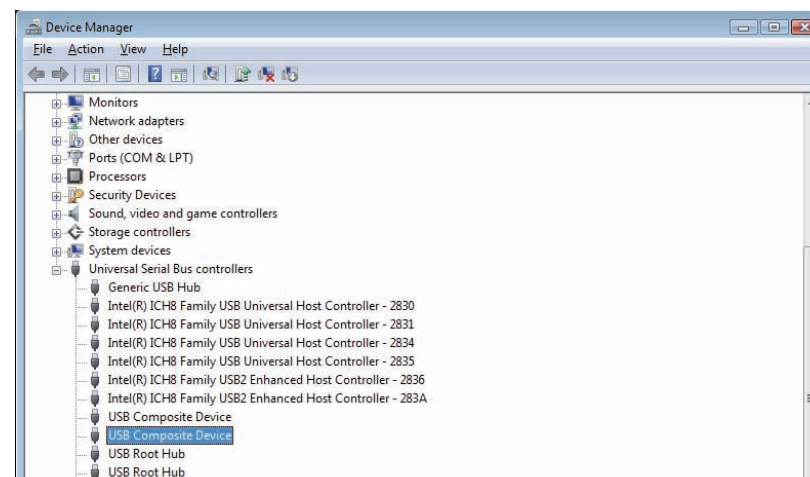 Device Manager
File Action View Help
Monitors
Network adapters
Other devices
Ports (COM & LPT)
Processors
Security Devices
Sound, video and game controllers
Storage controllers
System devices
Universal Serial Bus controllers
Generic USB Hub
Intel(R) ICH8 Family USB Universal Host Controller - 2830
Intel(R) ICH8 Family USB Universal Host Controller - 2831
Intel(R) ICH8 Family USB Universal Host Controller - 2834
Intel(R) ICH8 Family USB Universal Host Controller - 2835
Intel(R) ICH8 Family USB2 Enhanced Host Controller - 2836
Intel(R) ICH8 Family USB2 Enhanced Host Controller - 283A
USB Composite Device
USB Composite Device
USB Root Hub
USB Root Hub